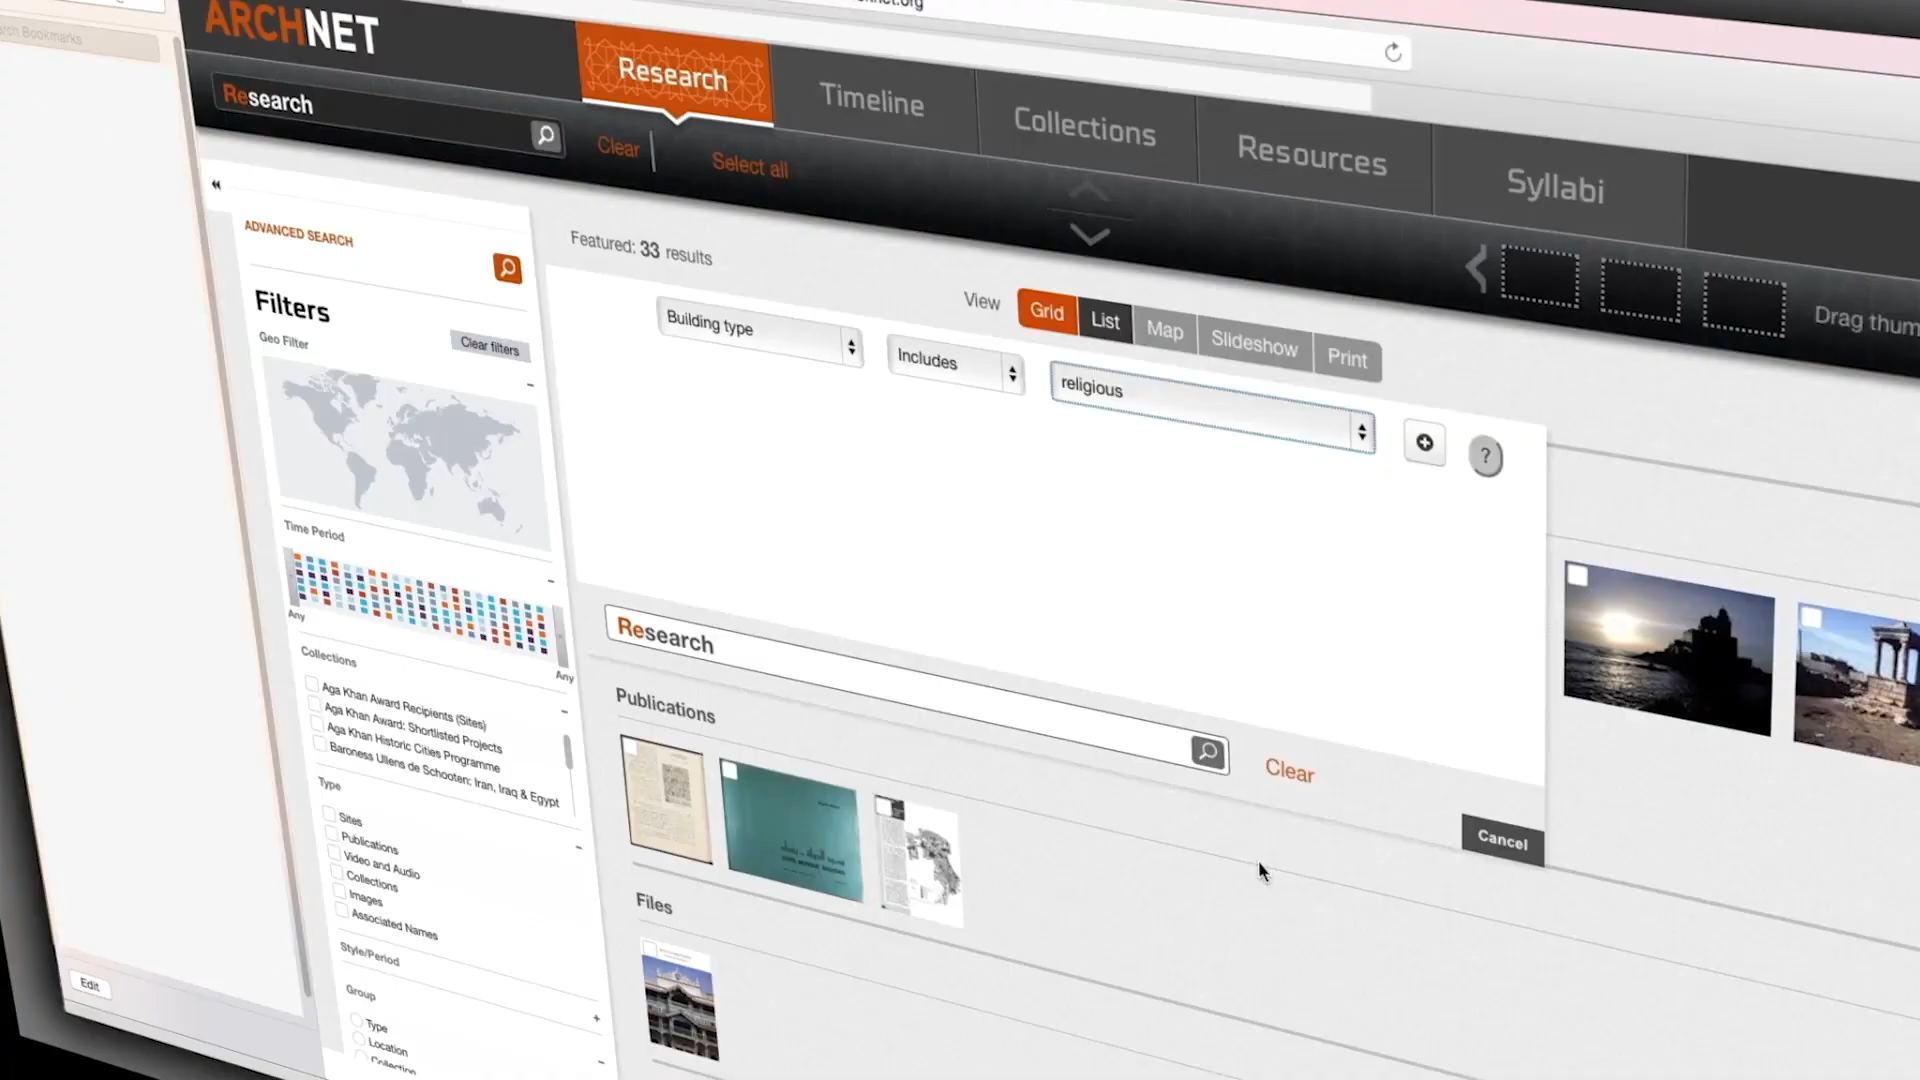 ARCHNET
Research
Timeline
Collections
Resources
Syllabi
Research
Clear
Select all
ADVANCED SEARCH
Featured: 33 results
View
Grid
List
Map
Slideshow
Print
Filters
Geo Filter
Clear filters
Building type
Includes
religious
?
Time Period
Any
Any
Collections
Aga Khan Award Recipients (Sites)
Aga Khan Award: Shortlisted Projects
Aga Khan Historic Cities Programme
Baroness Ullens de Schooten: Iran, Iraq & Egypt
Type
Sites
Publications
Video and Audio
Collections
Images
Associated Names
Style/Period
Group
Type
Location
Collection
Research
Clear
Cancel
Publications
Files
Edit
Bookmarks
Drag